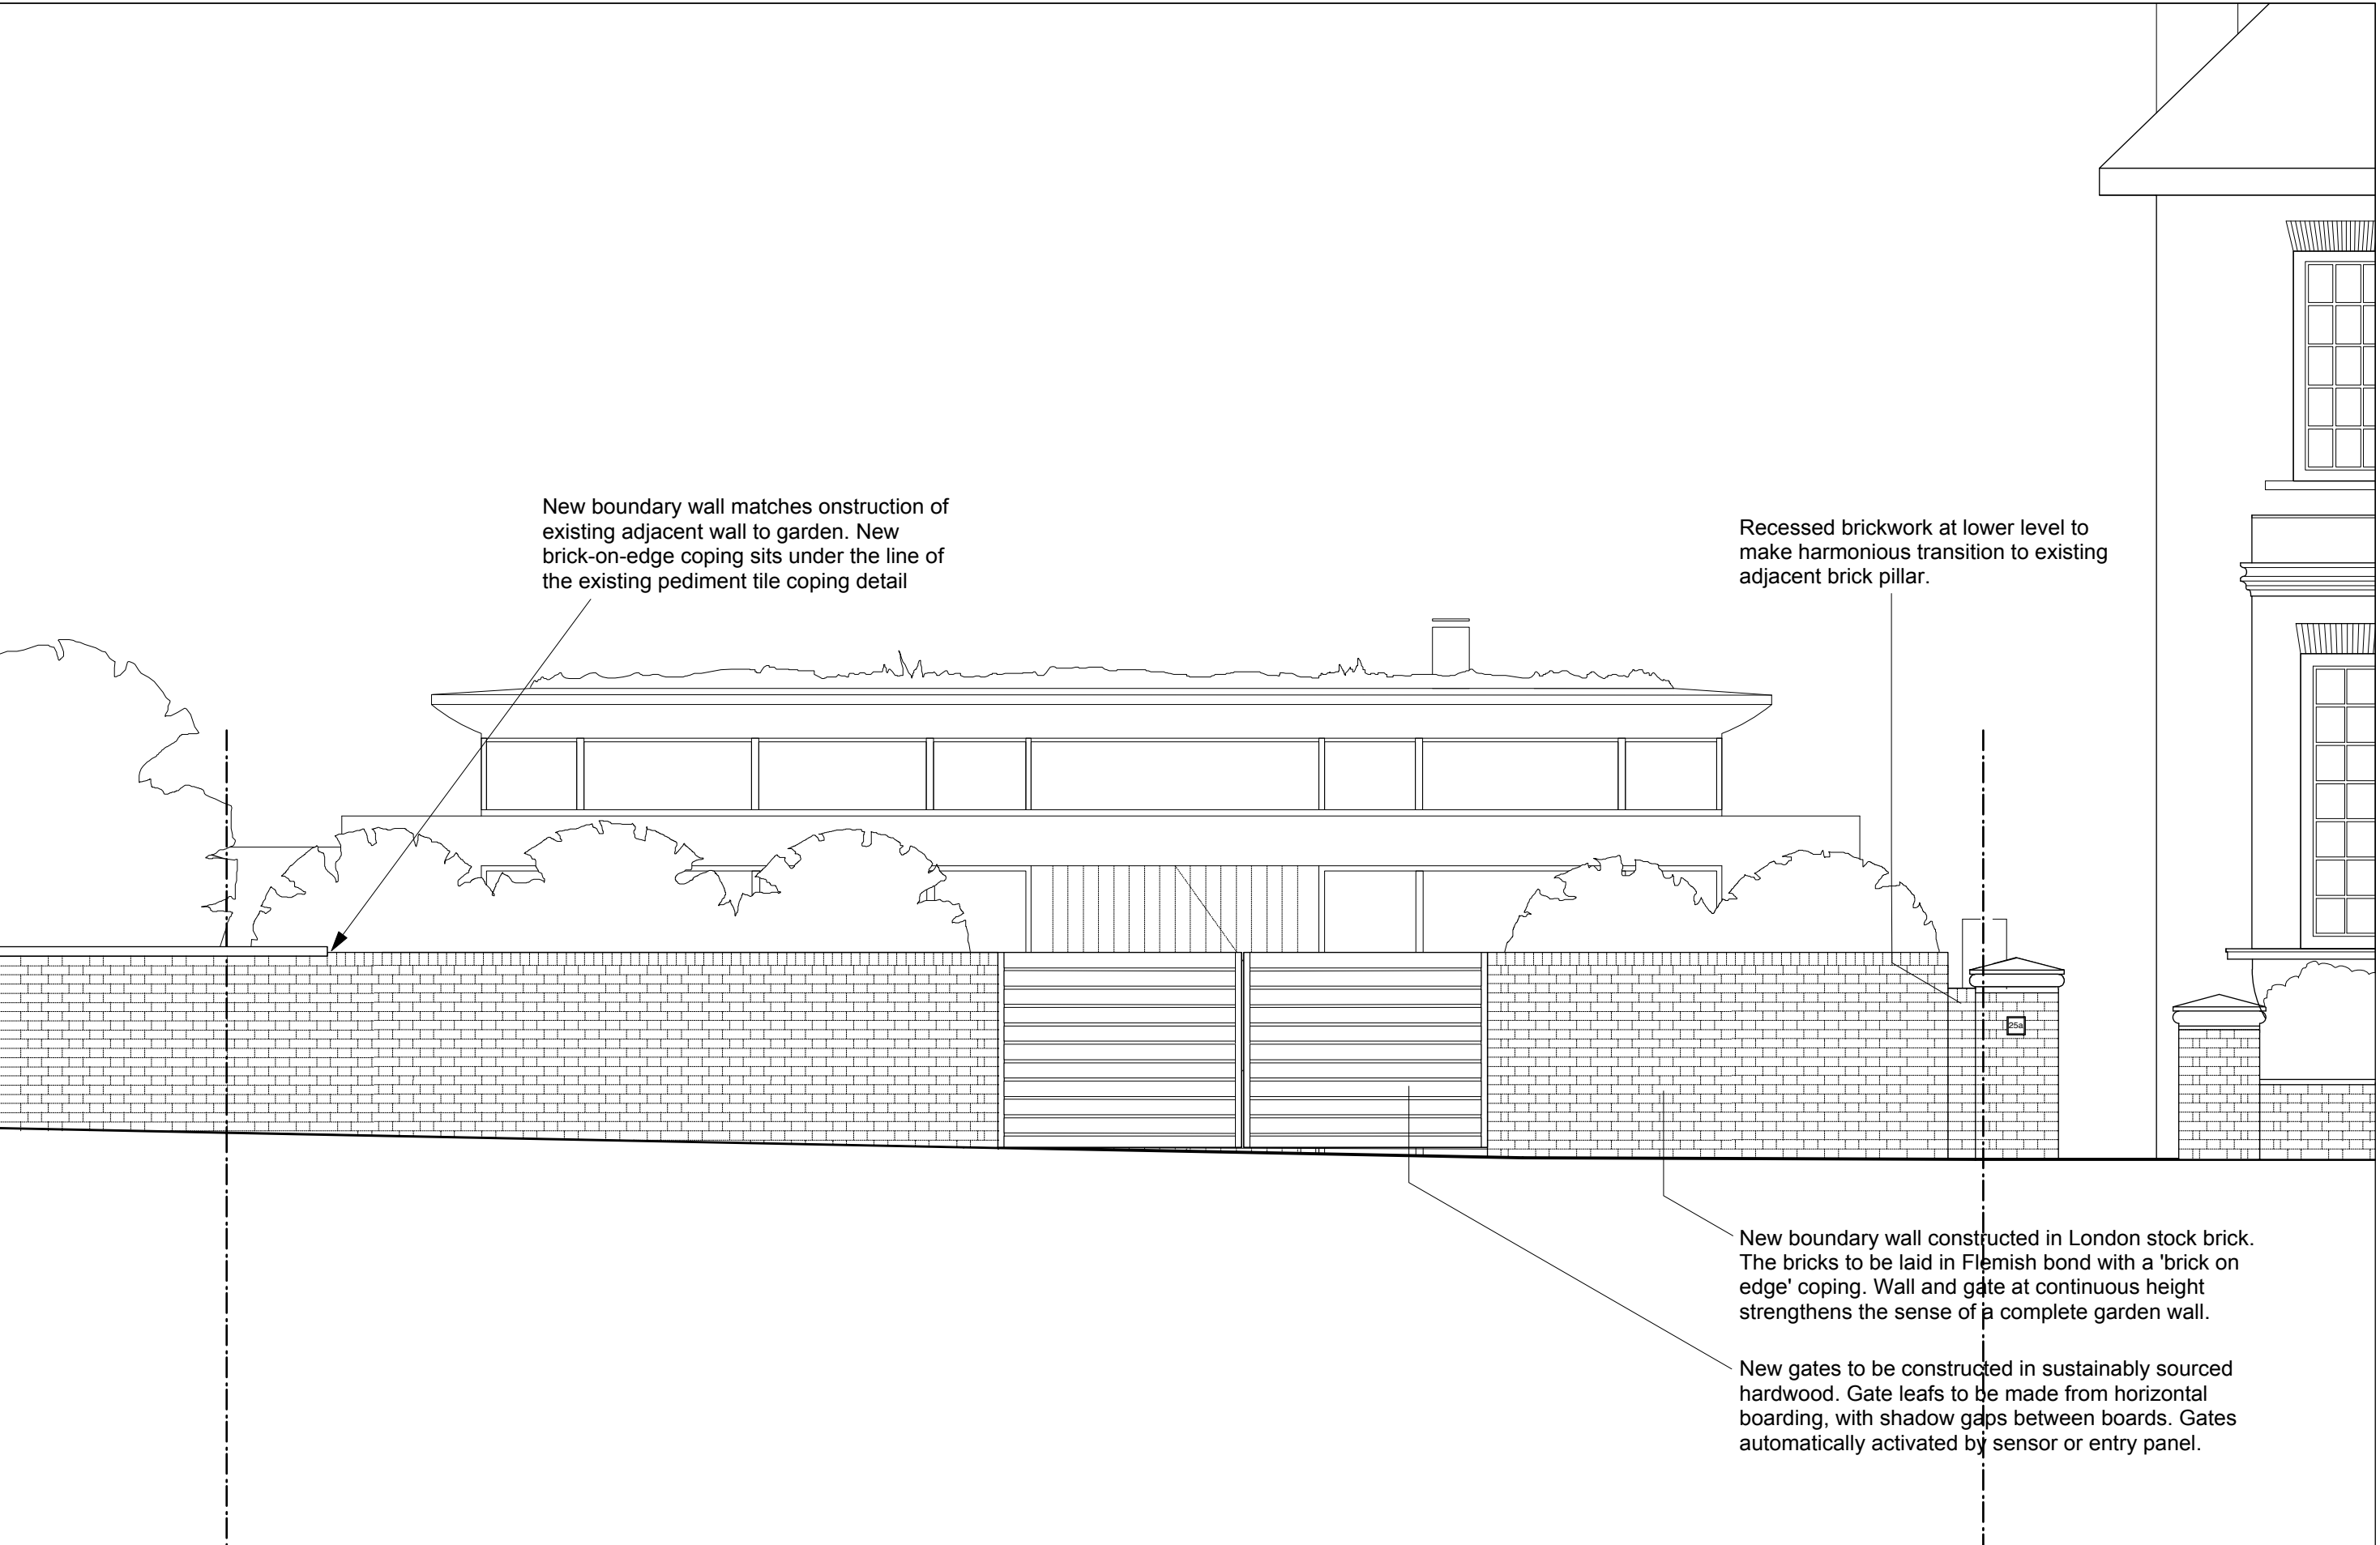 New boundary wall matches onstruction of
existing adjacent wall to garden. New
brick-on-edge coping sits under the line of
the existing pediment tile coping detail
Recessed brickwork at lower level to
make harmonious transition to existing
adjacent brick pillar.
25a
New boundary wall constructed in London stock brick.
The bricks to be laid in Flemish bond with a 'brick on
edge' coping. Wall and gate at continuous height
strengthens the sense of a complete garden wall.
New gates to be constructed in sustainably sourced
hardwood. Gate leafs to be made from horizontal
boarding, with shadow gaps between boards. Gates
automatically activated by sensor or entry panel.